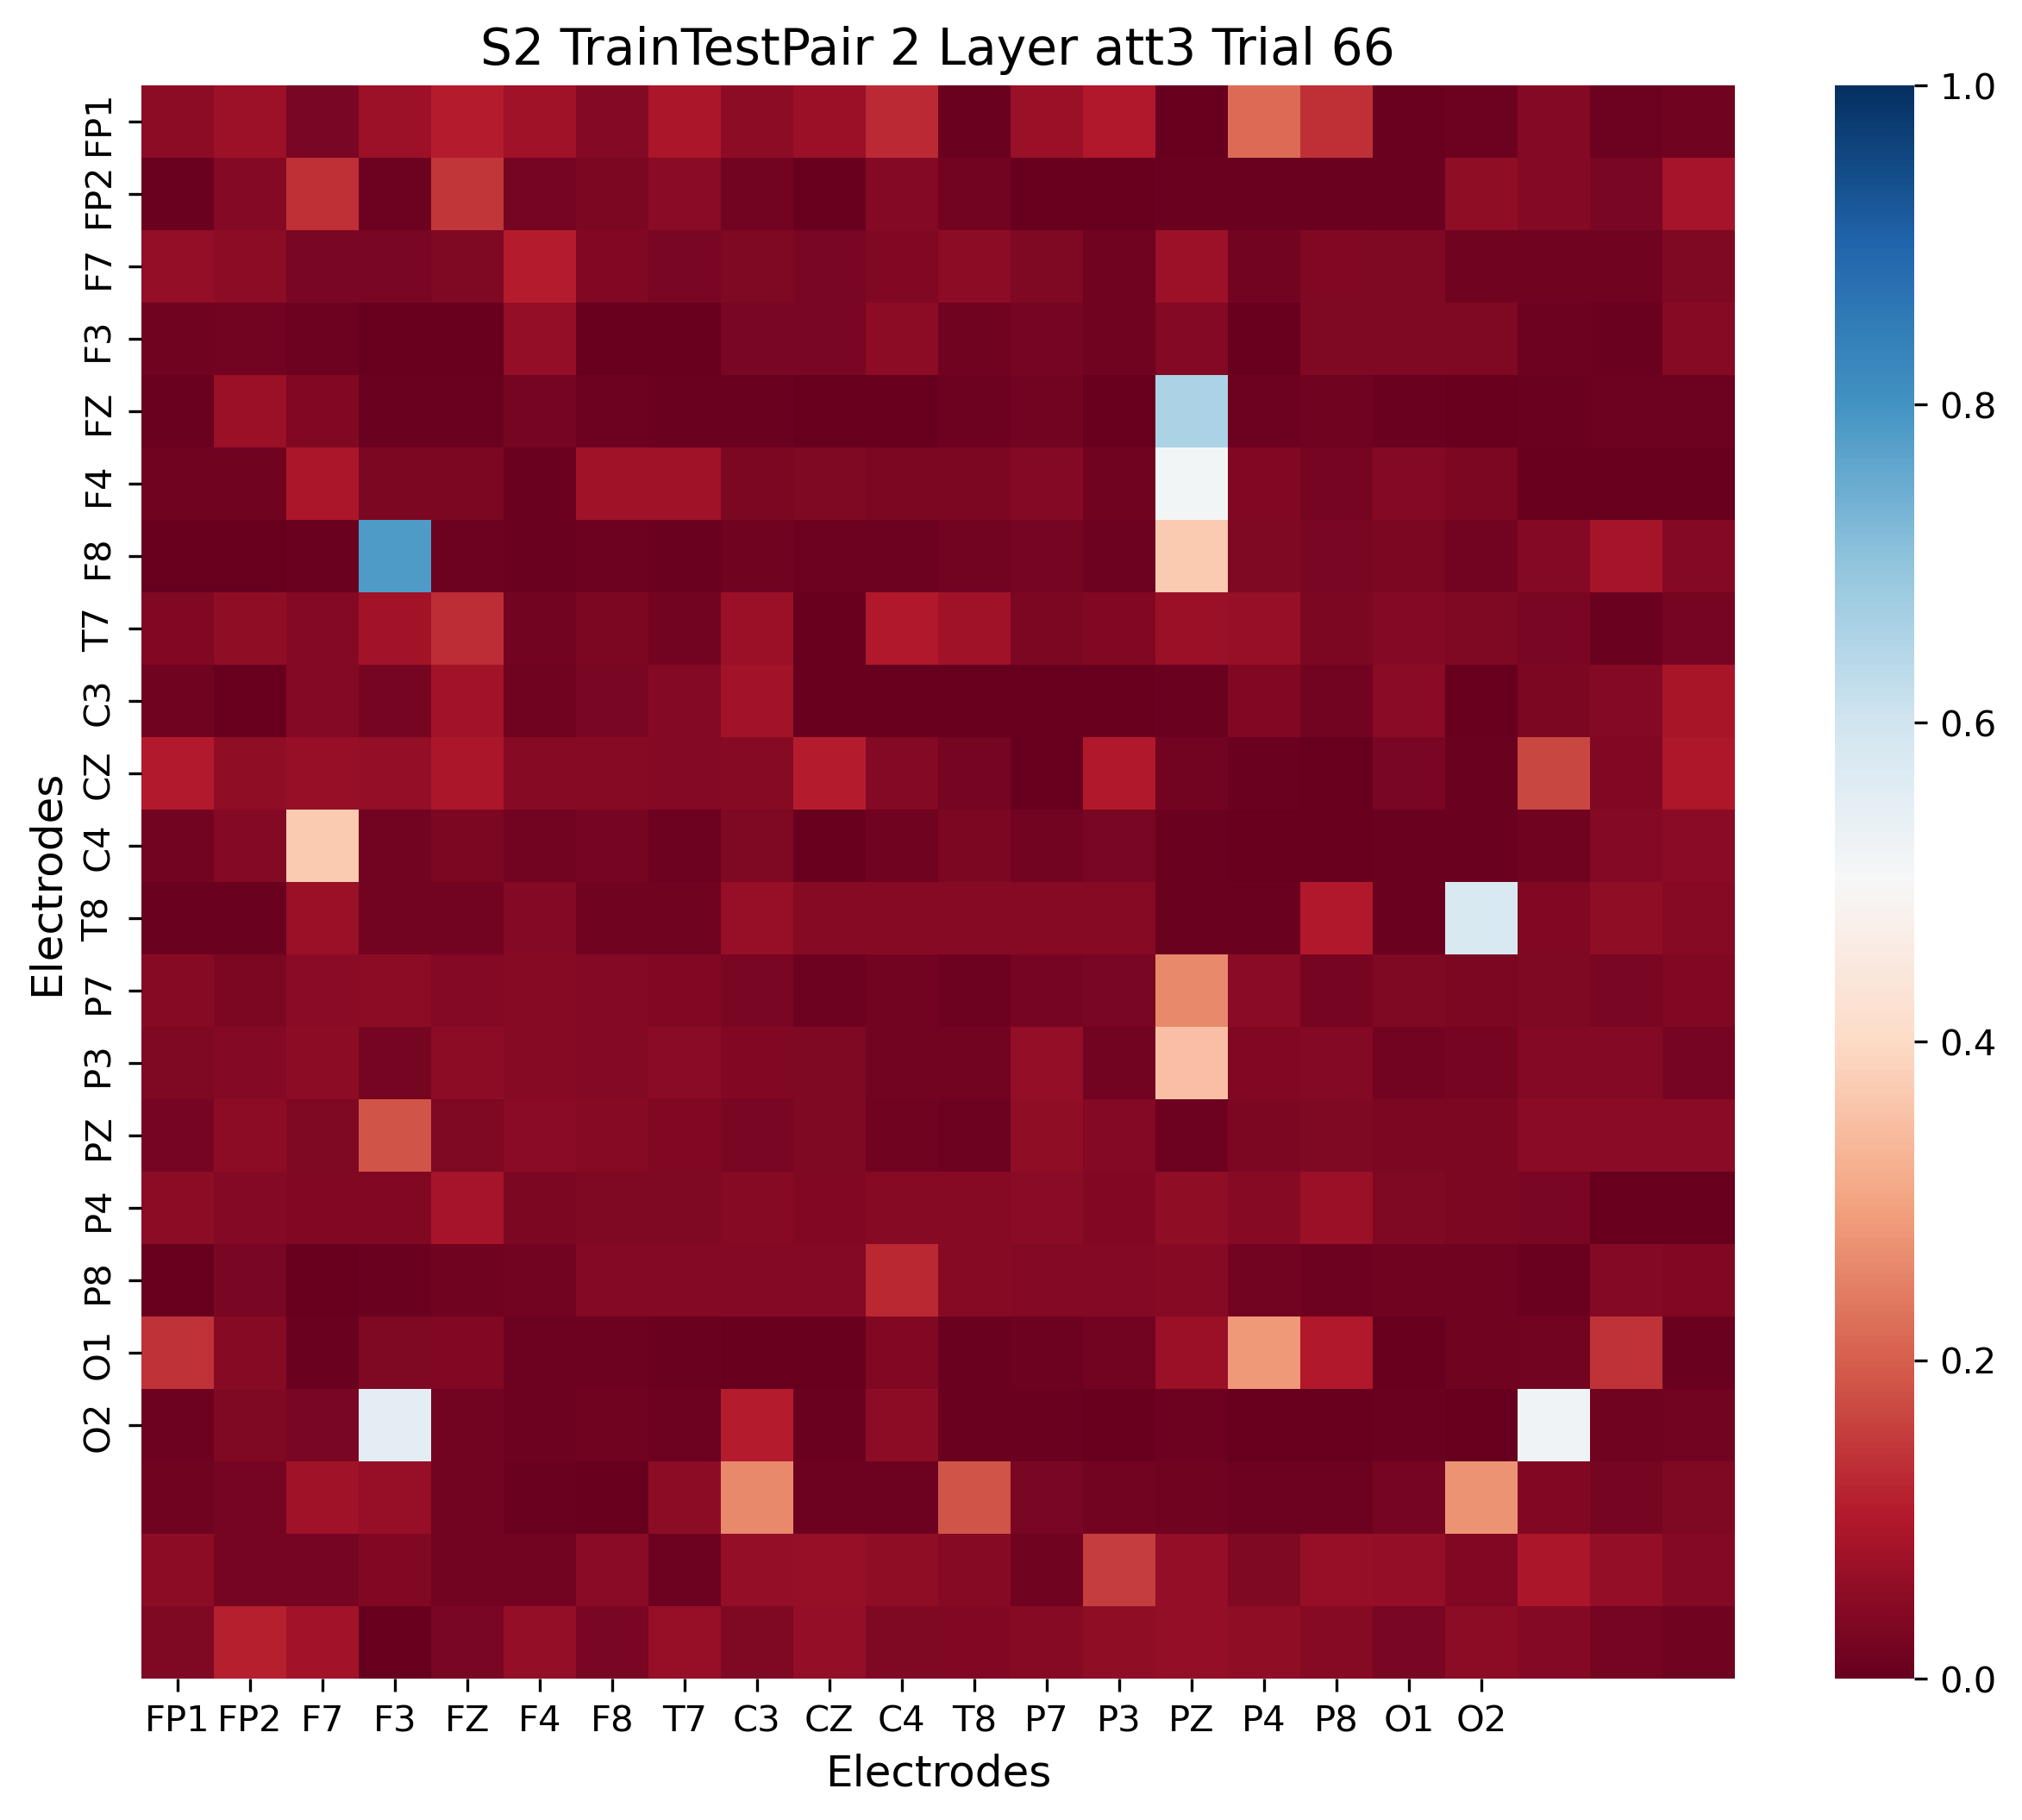 S2 TrainTestPair 2 Layer att3 Trial 66
Electrodes
FP1
FP2
F7
F3
FZ
F4
F8
T7
C3
CZ
C4
T8
P7
P3
PZ
P4
P8
O1
O2
FP1 FP2 F7 F3 FZ F4 F8 T7 C3 CZ C4 T8 P7 P3 PZ P4 P8 O1 O2
Electrodes
1.0
0.8
0.6
0.4
0.2
0.0